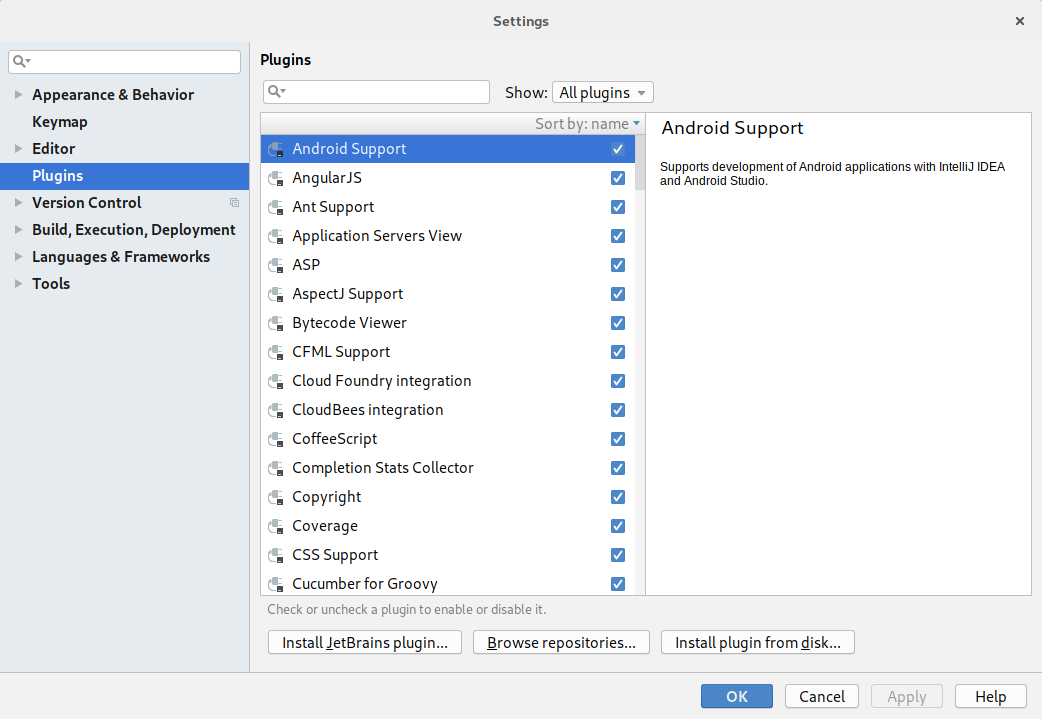 Settings
Appearance & Behavior
Keymap
Editor
Plugins
Version Control
Build, Execution, Deployment
Languages & Frameworks
Tools
Plugins
Show: All plugins
Sort by: name
Android Support
AngularJS
Ant Support
Application Servers View
ASP
AspectJ Support
Bytecode Viewer
CFML Support
Cloud Foundry integration
CloudBees integration
CoffeeScript
Completion Stats Collector
Copyright
Coverage
CSS Support
Cucumber for Groovy
Android Support
Supports development of Android applications with IntelliJ IDEA
and Android Studio.
Check or uncheck a plugin to enable or disable it.
Install JetBrains plugin... Browse repositories... Install plugin from disk...
OK Cancel Apply Help